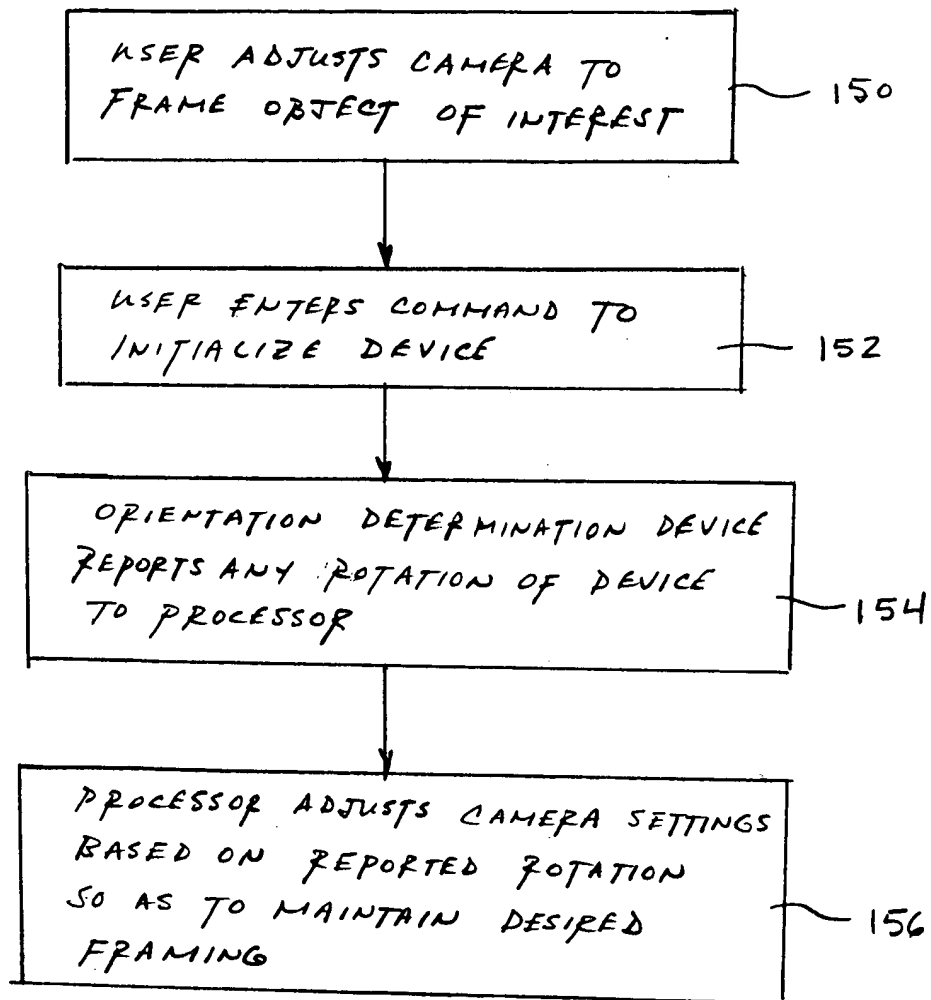 USER ADJUSTS CAMERA TO
FRAME OBJECT OF INTEREST
150
USER ENTERS COMMAND TO
INITIALIZE DEVICE
152
ORIENTATION DETERMINATION DEVICE
REPORTS ANY ROTATION OF DEVICE
TO PROCESSOR
154
PROCESSOR ADJUSTS CAMERA SETTINGS
BASED ON REPORTED ROTATION
SO AS TO MAINTAIN DESIRED
FRAMING
156